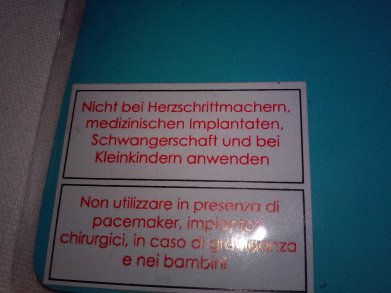 Nicht bei Herzschrittmachern,
medizinischen Implantaten,
Schwangerschaft und bei
Kleinkindern anwenden
Non utilizzare in presenza di
pacemaker,
chirurgici, in caso di gravidanza
e nei bambini